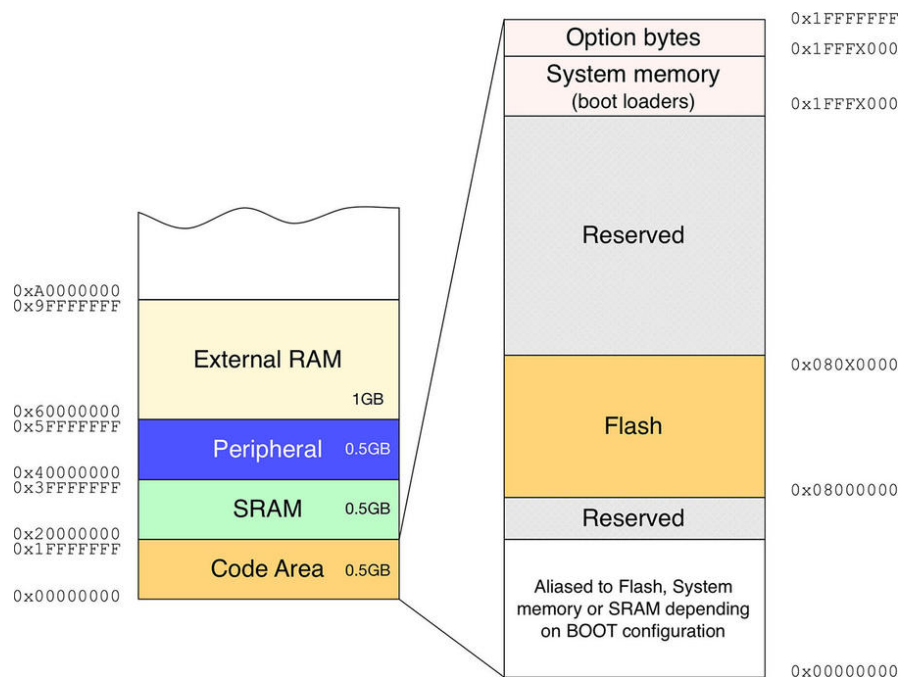 0xA0000000
0x9FFFFFFF
External RAM
1GB
0x60000000
0x5FFFFFFF
Peripheral 0.5GB
0x40000000
0x3FFFFFFF
SRAM 0.5GB
0x20000000
0x1FFFFFFF
Code Area 0.5GB
0x00000000
0x1FFFFFFF
Option bytes
0x1FFFX000
System memory
(boot loaders)
0x1FFFX000
Reserved
0x080X0000
Flash
0x08000000
Reserved
Aliased to Flash, System
memory or SRAM depending
on BOOT configuration
0x00000000